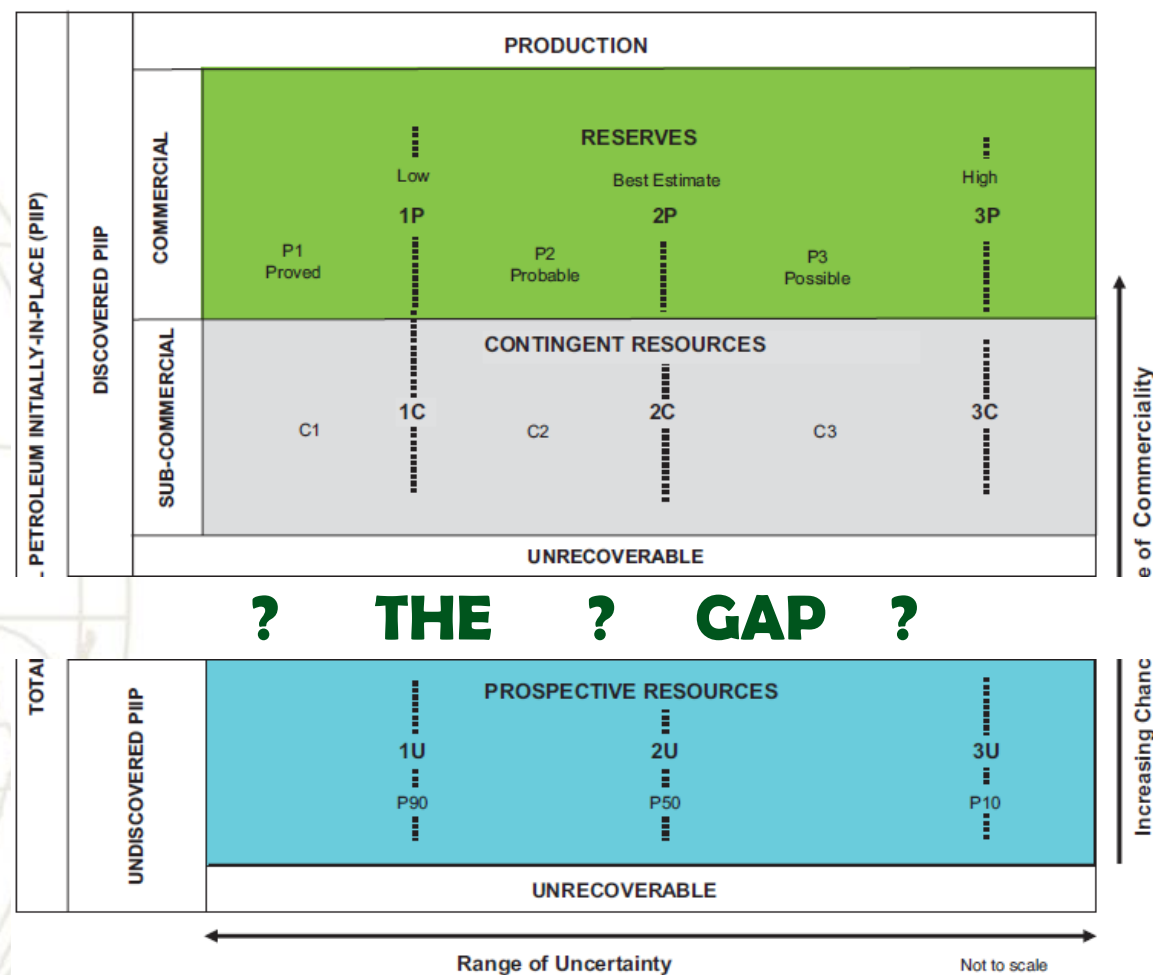 PRODUCTION
RESERVES
Low
Best Estimate
High
1P
2P
3P
P1
Proved
P2
Probable
P3
Possible
COMMERCIAL
DISCOVERED PIIP
L PETROLEUM INITIALLY-IN-PLACE (PIIP)
CONTINGENT RESOURCES
1C
2C
3C
C1
C2
C3
SUB-COMMERCIAL
UNRECOVERABLE
e of Commerciality
? THE ? GAP ?
TOTA
UNDISCOVERED PIIP
PROSPECTIVE RESOURCES
1U
2U
3U
P90
P50
P10
UNRECOVERABLE
Increasing Chanc
Range of Uncertainty
Not to scale